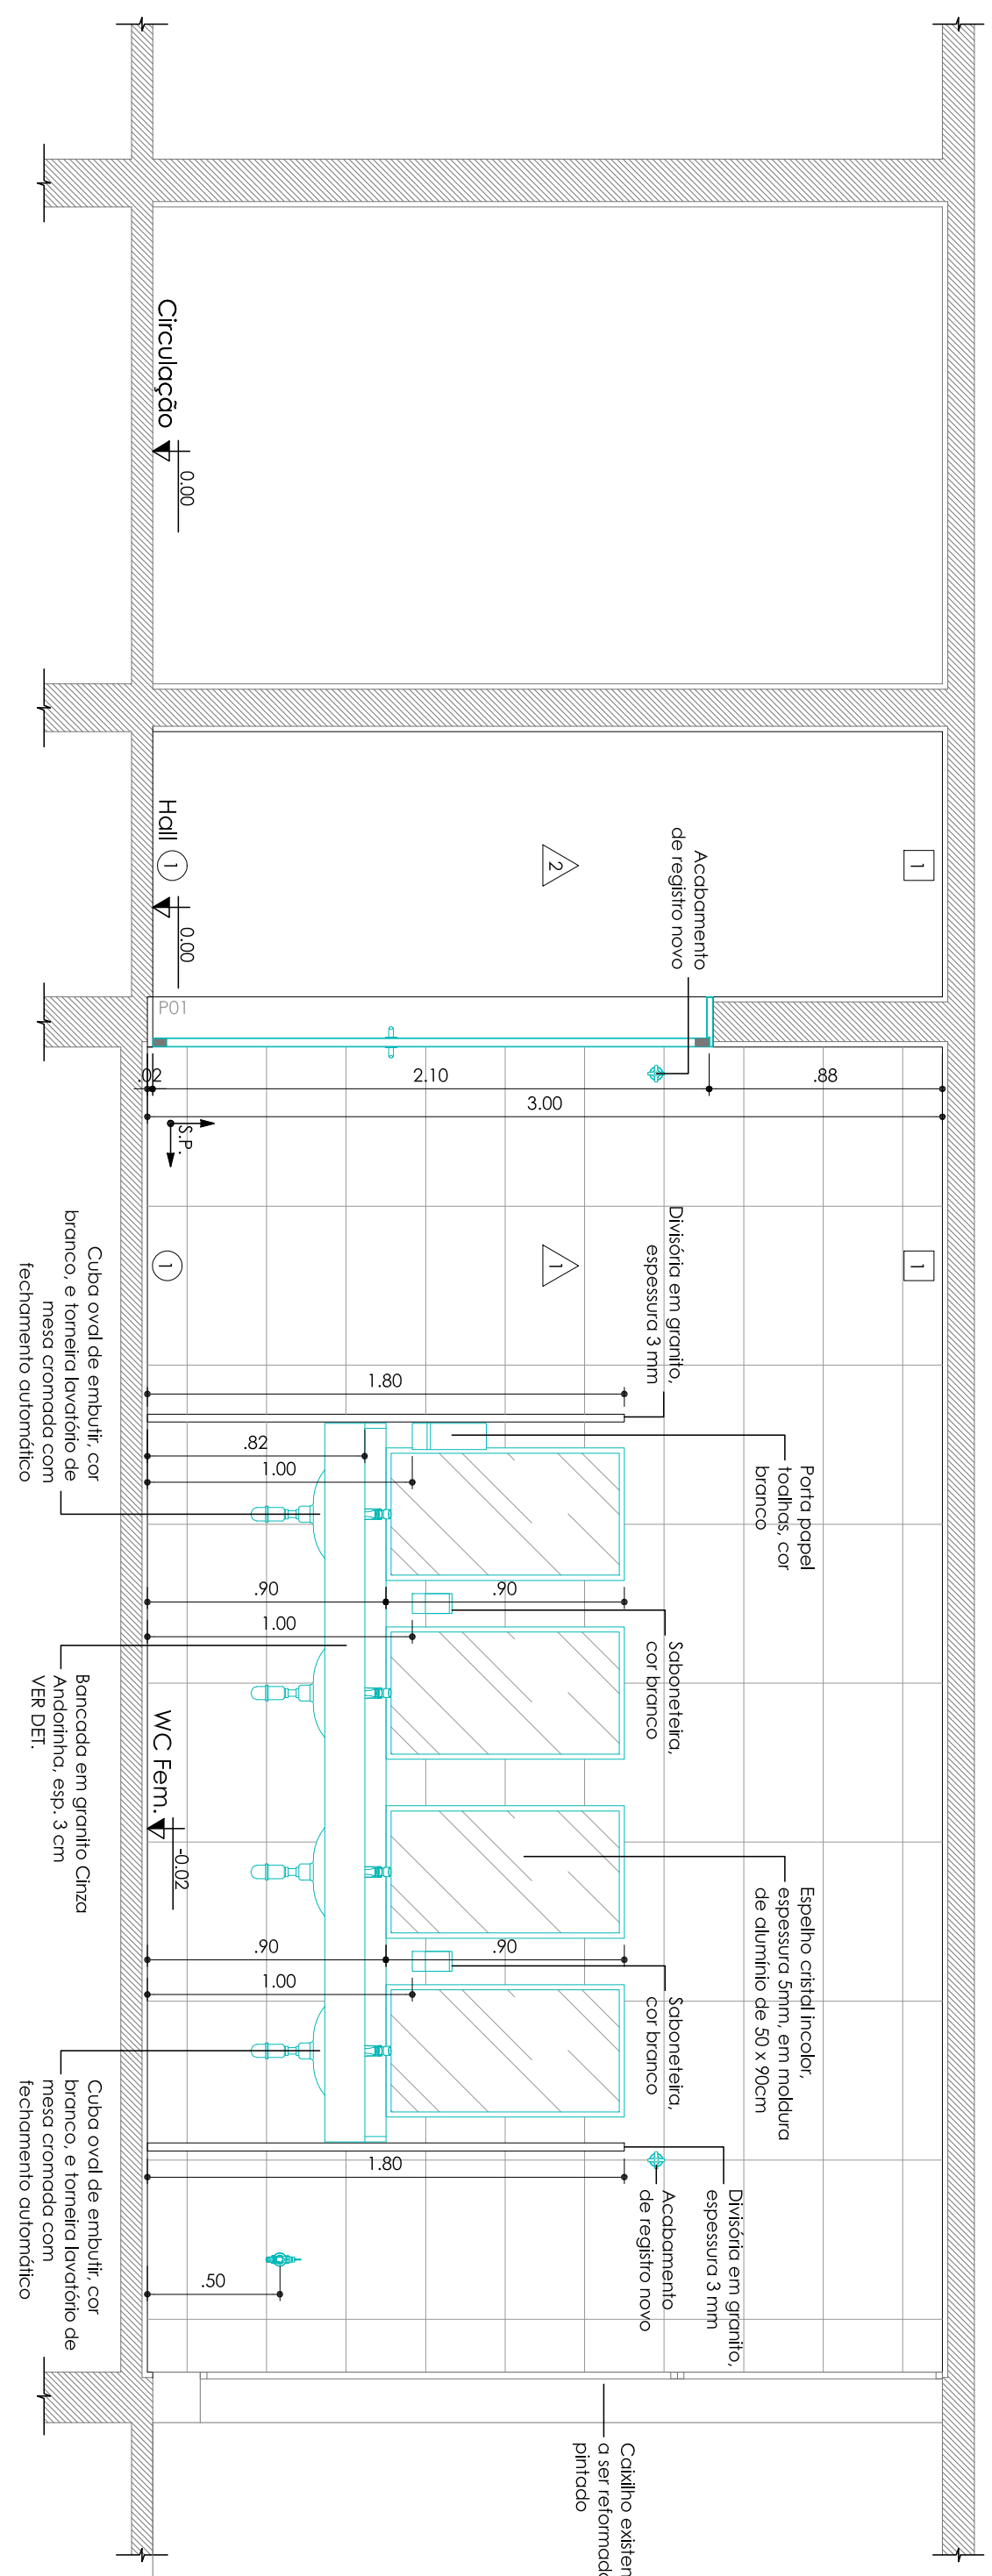 Circulação
0.00
Hall
1
0.00
2
1
Acabamento
de registro novo
P01
.02
2.10
.88
3.00
S.P.
1
1
1
Divisória em granito,
espessura 3 mm
1.80
.82
1.00
Cuba oval de embutir, cor
branco, e torneira lavatório de
mesa cromada com
fechamento automático
Porta papel
toalhas, cor
branco
.90
.90
1.00
Saboneteira,
cor branco
Bancada em granito Cinza
Andorinha, esp. 3 cm
VER DET.
WC Fem.
-0.02
Espelho cristal incolor,
espessura 5mm, em moldura
de alumínio de 50 x 90cm
.90
.90
1.00
Saboneteira,
cor branco
Cuba oval de embutir, cor
branco, e torneira lavatório de
mesa cromada com
fechamento automático
1.80
Divisória em granito,
espessura 3 mm
Acabamento
de registro novo
.50
Caixilho existen
a ser reformad
pintado